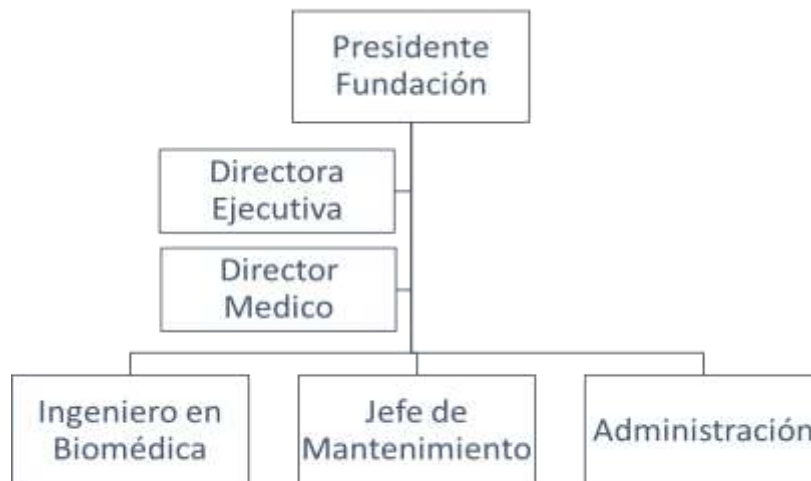 Presidente
Fundación
Directora
Ejecutiva
Director
Medico
Ingeniero en
Biomédica
Jefe de
Mantenimiento
Administración